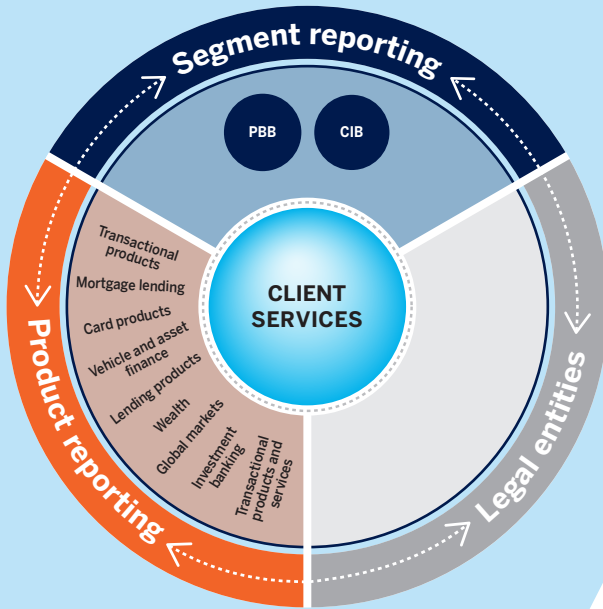 Segment reporting
PBB
CIB
CLIENT
SERVICES
Transactional
products
Mortgage lending
Card products
Vehicle and asset
finance
Lending products
Wealth
Global markets
Investment
banking
Transactional
products and
services
Product reporting
Legal entities